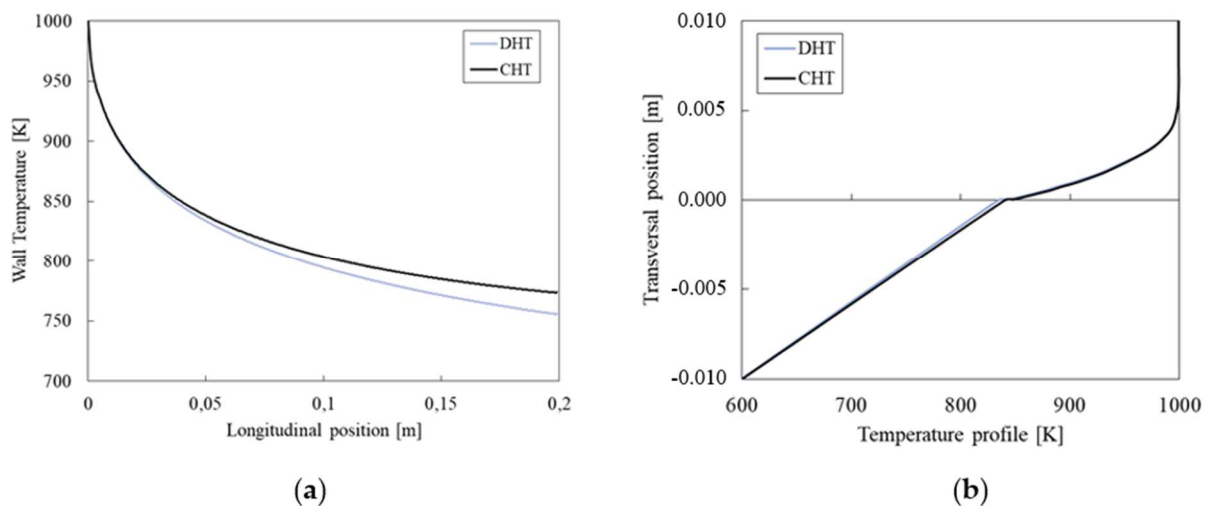 1000
950
900
850
800
750
700
Wall Temperature [K]
DHT
CHT
0
0,05
0,1
0,15
0,2
Longitudinal position [m]
(a)
0.010
0.005
0.000
-0.005
-0.010
Transversal position [m]
DHT
CHT
600
700
800
900
1000
Temperature profile [K]
(b)